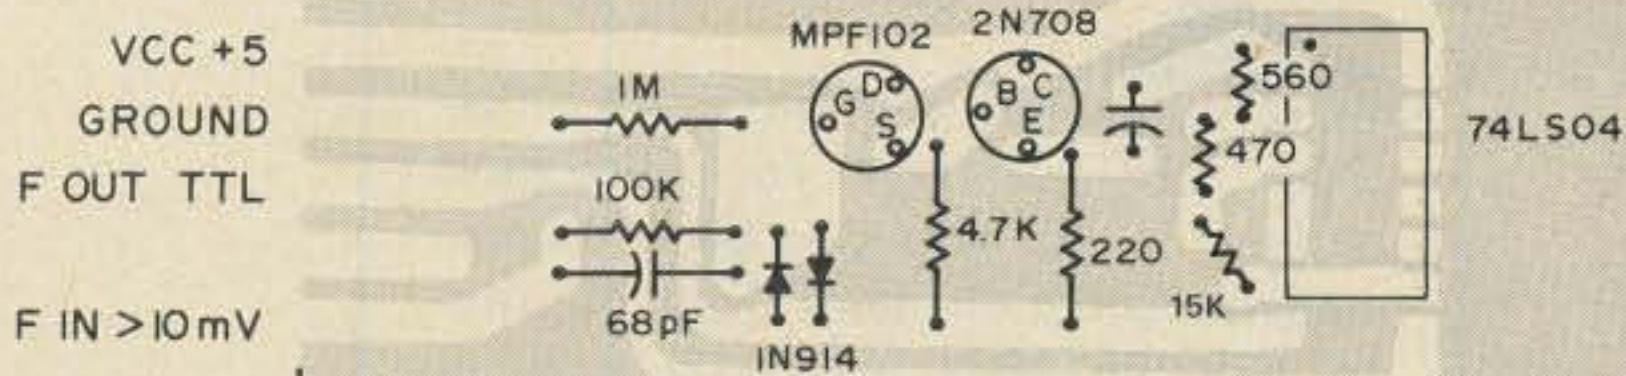 VCC +5
GROUND
F OUT TTL
F IN >10mV
1M
100K
68pF
1N914
MPF102
G
D
S
4.7K
2N708
B
C
E
220
560
470
15K
74LS04